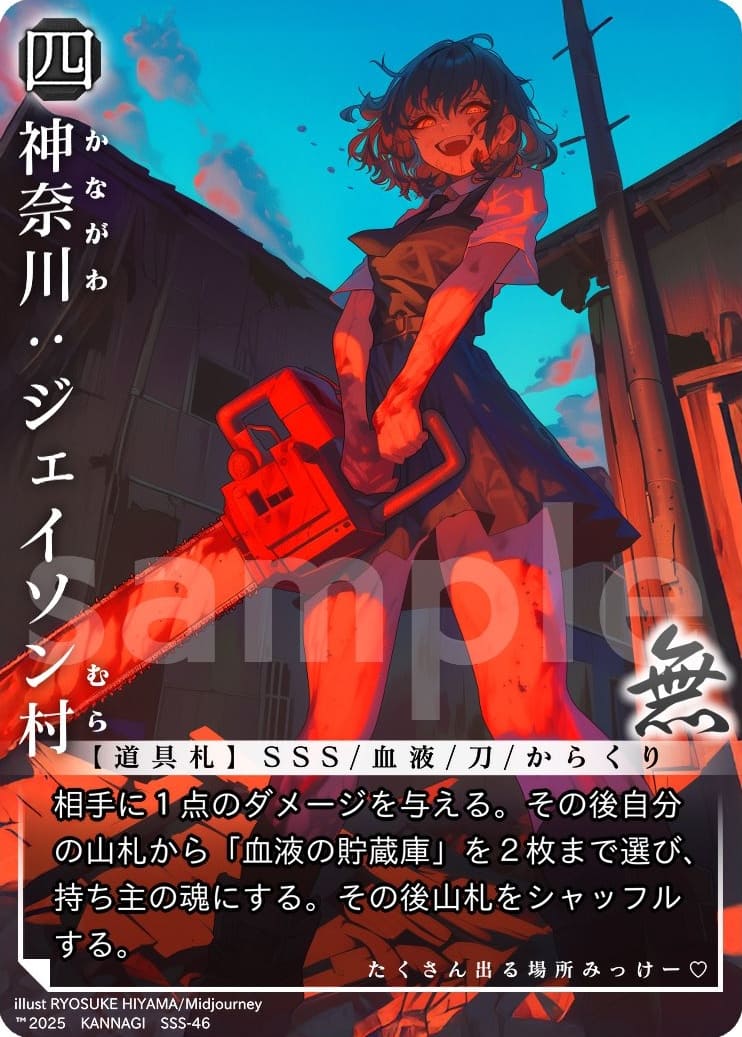 四
神奈川：ジェイソン村
かながわ
むら
sample
無
【道具札】SSS/血液/刀/からくり
相手に１点のダメージを与える。その後自分
の山札から「血液の貯蔵庫」を２枚まで選び、
持ち主の魂にする。その後山札をシャッフル
する。
たくさん出る場所みっけー♡
illust RYOSUKE HIYAMA/Midjourney
™2025 KANNAGI SSS-46